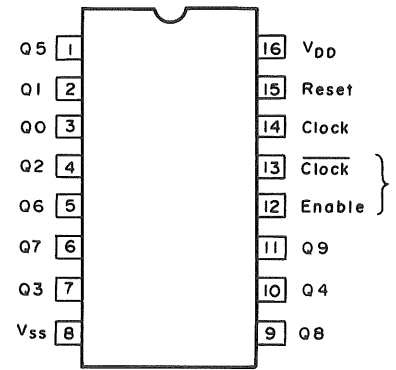 Q5 1 16 VDD
Q1 2 15 Reset
Q0 3 14 Clock
Q2 4 13 C̅l̅o̅c̅k̅
Q6 5 12 Enable
Q7 6 11 Q9
Q3 7 10 Q4
VSS 8 9 Q8